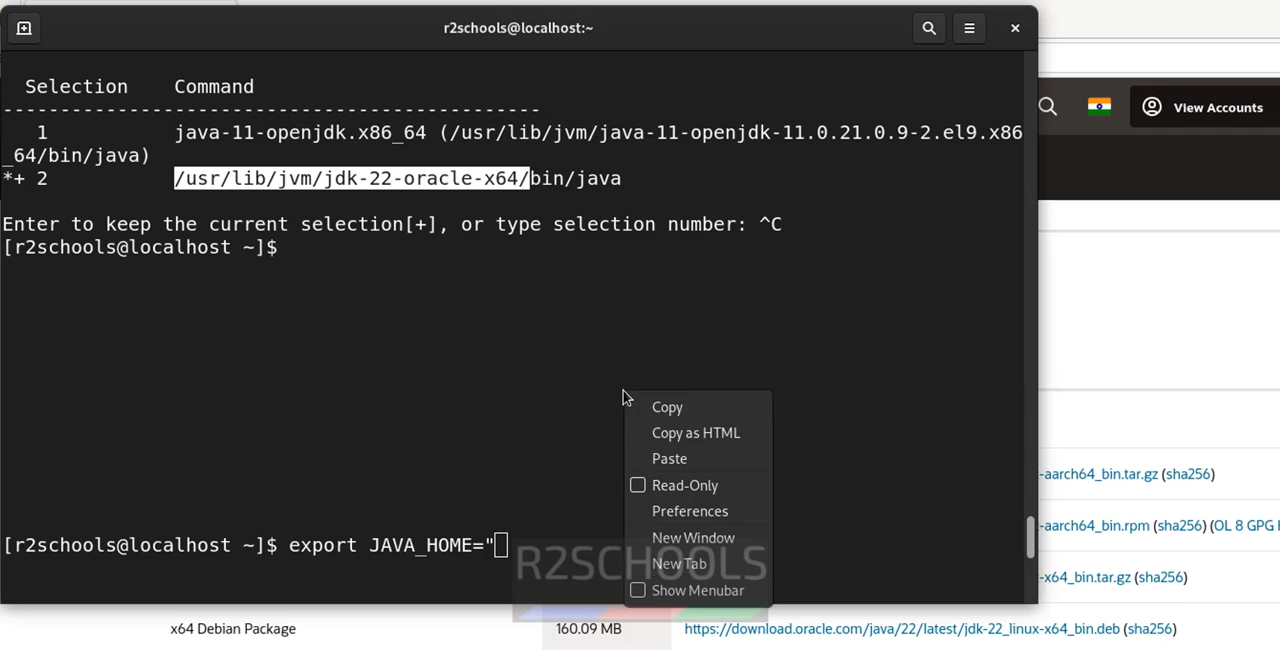 r2schools@localhost:~
Selection Command
-----------------------------------------------
1 java-11-openjdk.x86_64 (/usr/lib/jvm/java-11-openjdk-11.0.21.0.9-2.el9.x86
_64/bin/java)
*+ 2 /usr/lib/jvm/jdk-22-oracle-x64/bin/java
Enter to keep the current selection[+], or type selection number: ^C
[r2schools@localhost ~]$
[r2schools@localhost ~]$ export JAVA_HOME="
Copy
Copy as HTML
Paste
Read-Only
Preferences
New Window
New Tab
Show Menubar
R2SCHOOLS
View Accounts
-aarch64_bin.tar.gz (sha256)
-aarch64_bin.rpm (sha256) (OL 8 GPG
-x64_bin.tar.gz (sha256)
x64 Debian Package 160.09 MB https://download.oracle.com/java/22/latest/jdk-22_linux-x64_bin.deb (sha256)